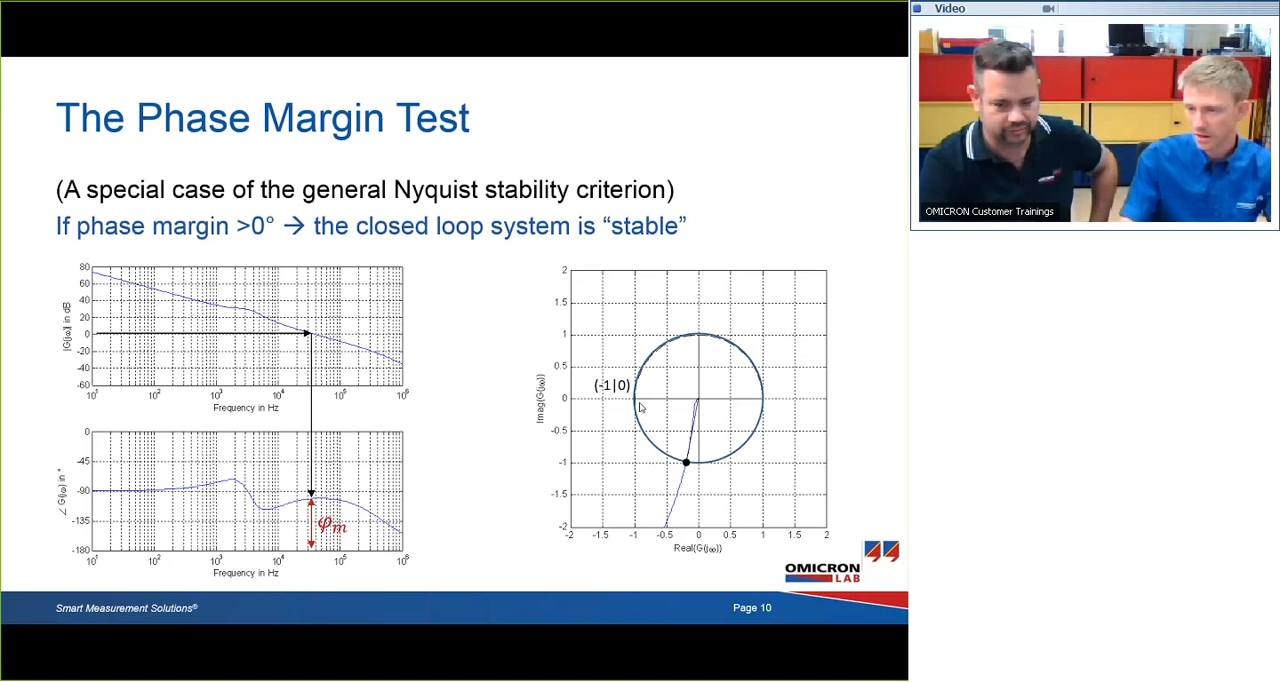 Video
OMICRON Customer Trainings
The Phase Margin Test
(A special case of the general Nyquist stability criterion)
If phase margin >0° → the closed loop system is “stable”
|G(jω)| in dB
80
60
40
20
0
-20
-40
-60
10¹ 10² 10³ 10⁴ 10⁵ 10⁶
Frequency in Hz
∠ G(jω) in °
0
-45
-90
-135
-180
φm
10¹ 10² 10³ 10⁴ 10⁵ 10⁶
Frequency in Hz
Imag(G(jω))
2
1.5
1
0.5
(-1|0)
0
-0.5
-1
-1.5
-2
-2 -1.5 -1 -0.5 0 0.5 1 1.5 2
Real(G(jω))
OMICRON
LAB
Smart Measurement Solutions®
Page 10